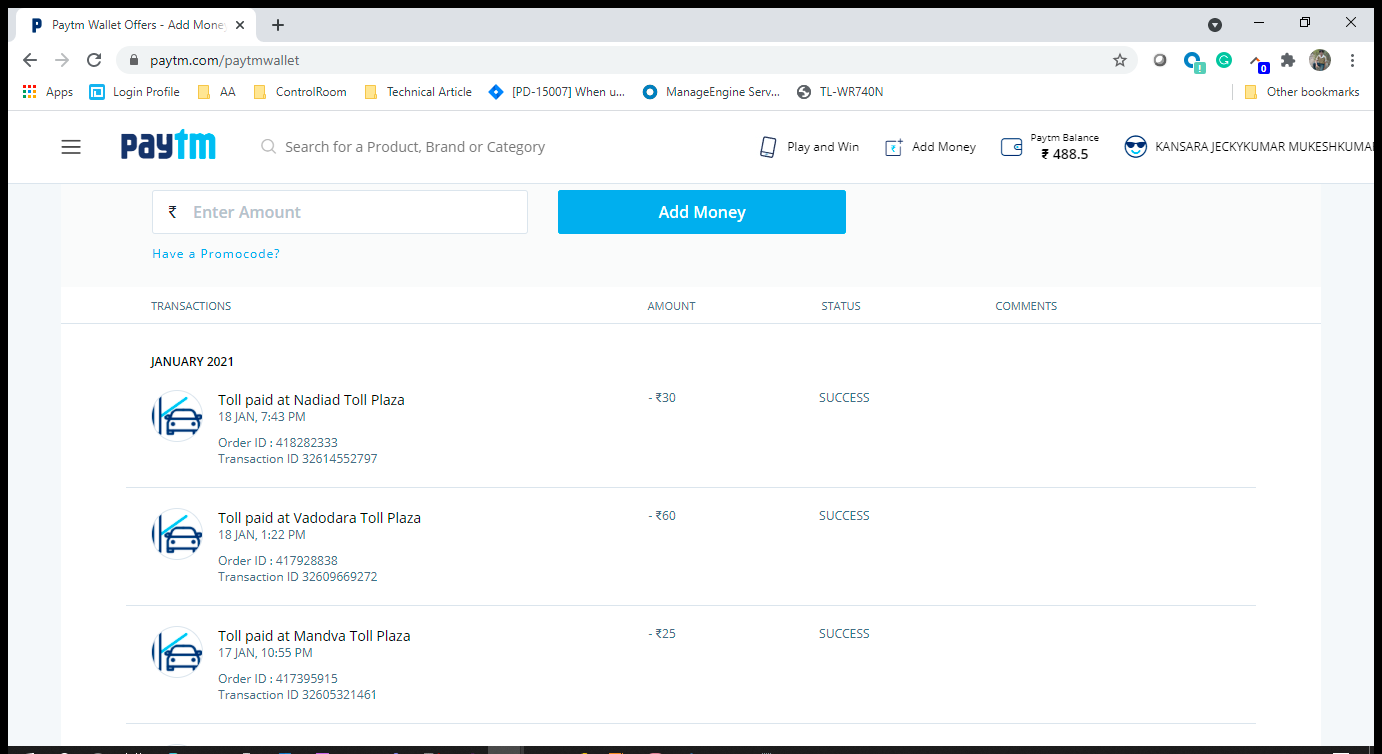 Paytm Wallet Offers - Add Mone
paytm.com/paytmwallet
Apps
Login Profile
AA
ControlRoom
Technical Article
[PD-15007] When u...
ManageEngine Serv...
TL-WR740N
Other bookmarks
0
paytm
Search for a Product, Brand or Category
Play and Win
Add Money
Paytm Balance
₹ 488.5
KANSARA JECKYKUMAR MUKESHKUMAR
₹ Enter Amount
Add Money
Have a Promocode?
TRANSACTIONS AMOUNT STATUS COMMENTS
JANUARY 2021
Toll paid at Nadiad Toll Plaza - ₹30 SUCCESS
18 JAN, 7:43 PM
Order ID : 418282333
Transaction ID 32614552797
Toll paid at Vadodara Toll Plaza - ₹60 SUCCESS
18 JAN, 1:22 PM
Order ID : 417928838
Transaction ID 32609669272
Toll paid at Mandva Toll Plaza - ₹25 SUCCESS
17 JAN, 10:55 PM
Order ID : 417395915
Transaction ID 32605321461